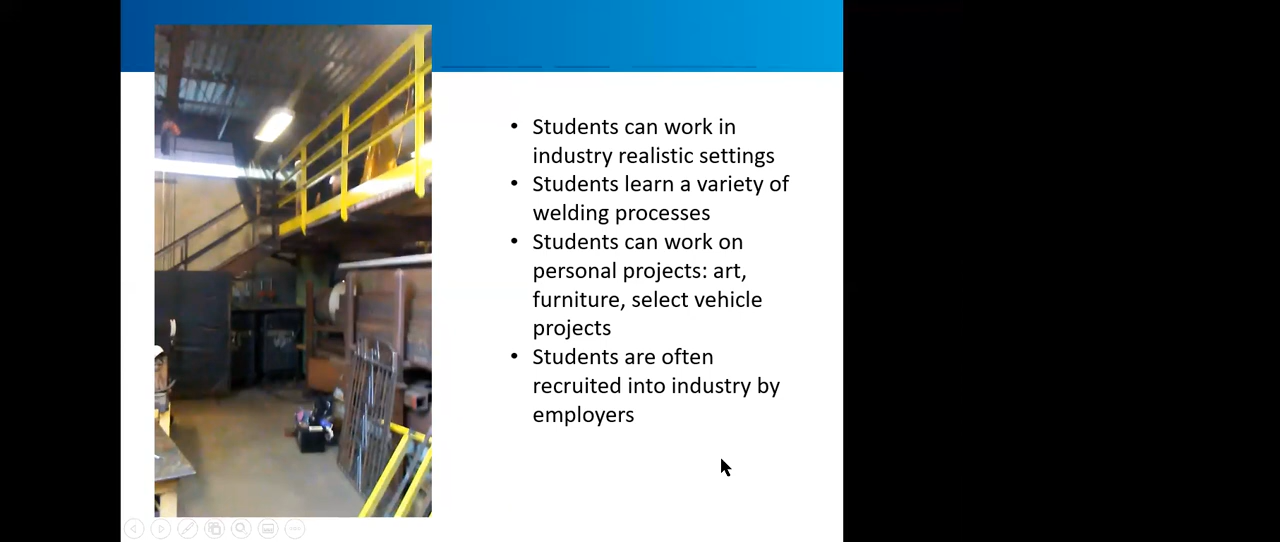 • Students can work in
industry realistic settings
• Students learn a variety of
welding processes
• Students can work on
personal projects: art,
furniture, select vehicle
projects
• Students are often
recruited into industry by
employers